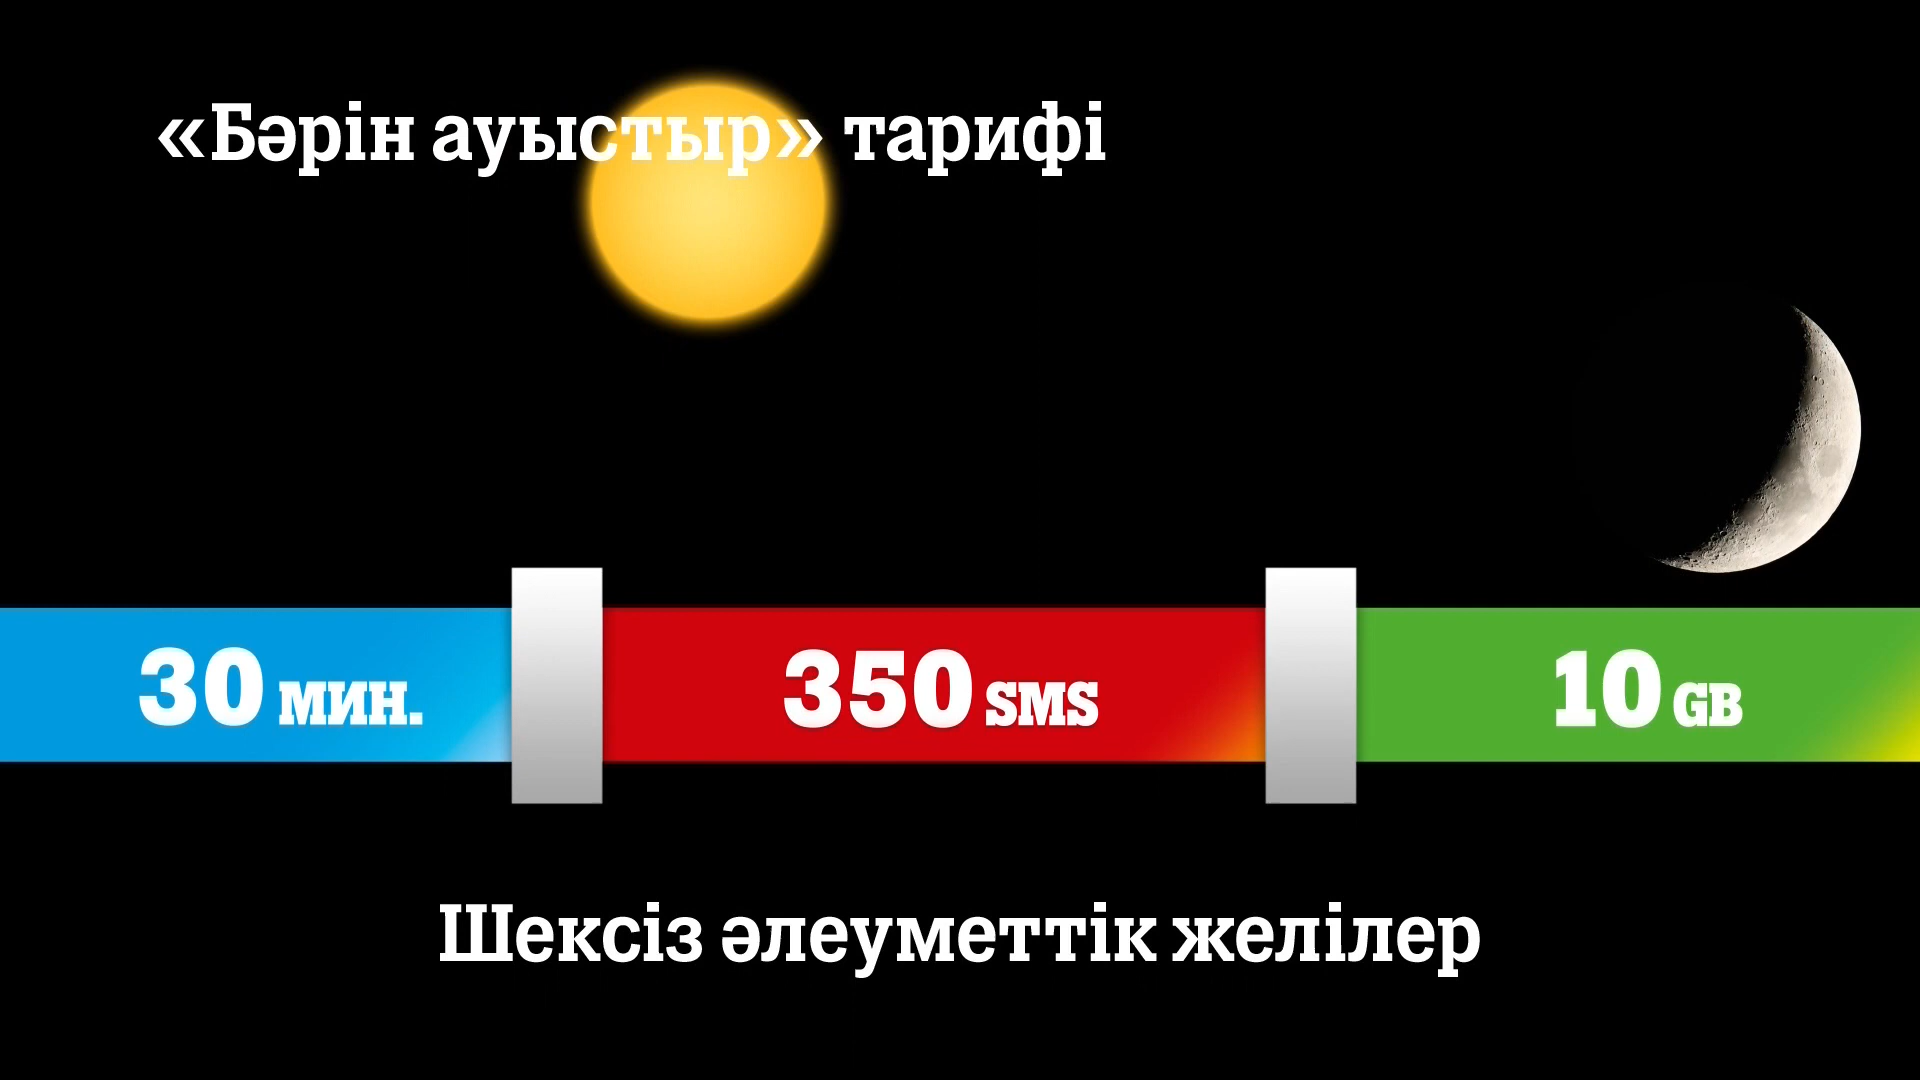 «Бәрін ауыстыр» тарифі
30 мин. 350 SMS 10 GB
Шексіз әлеуметтік желілер